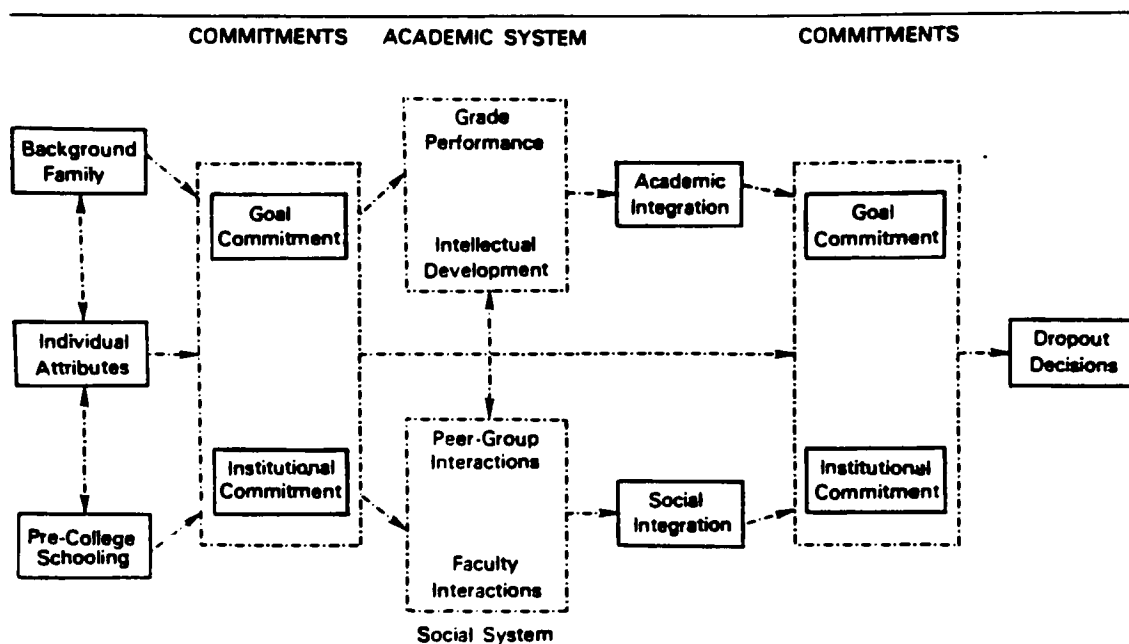 COMMITMENTS
ACADEMIC SYSTEM
COMMITMENTS
Background
Family
Individual
Attributes
Pre-College
Schooling
Goal
Commitment
Institutional
Commitment
Grade
Performance
Intellectual
Development
Peer-Group
Interactions
Faculty
Interactions
Social System
Academic
Integration
Social
Integration
Goal
Commitment
Institutional
Commitment
Dropout
Decisions